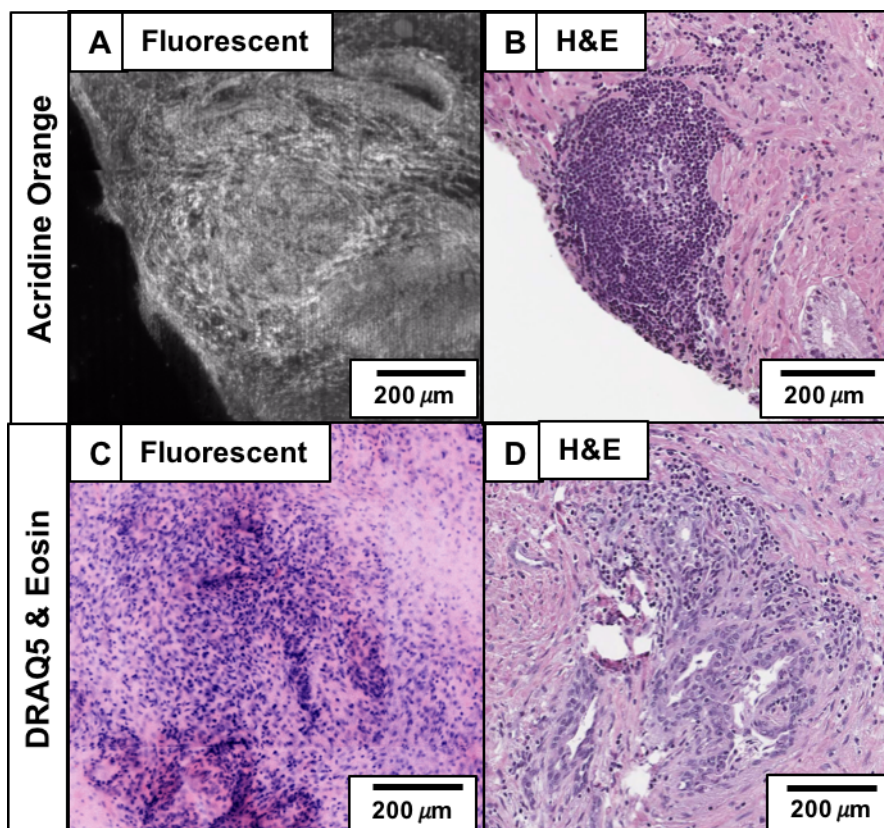 Acridine Orange
A Fluorescent
200 μm
B H&E
200 μm
DRAQ5 & Eosin
C Fluorescent
200 μm
D H&E
200 μm